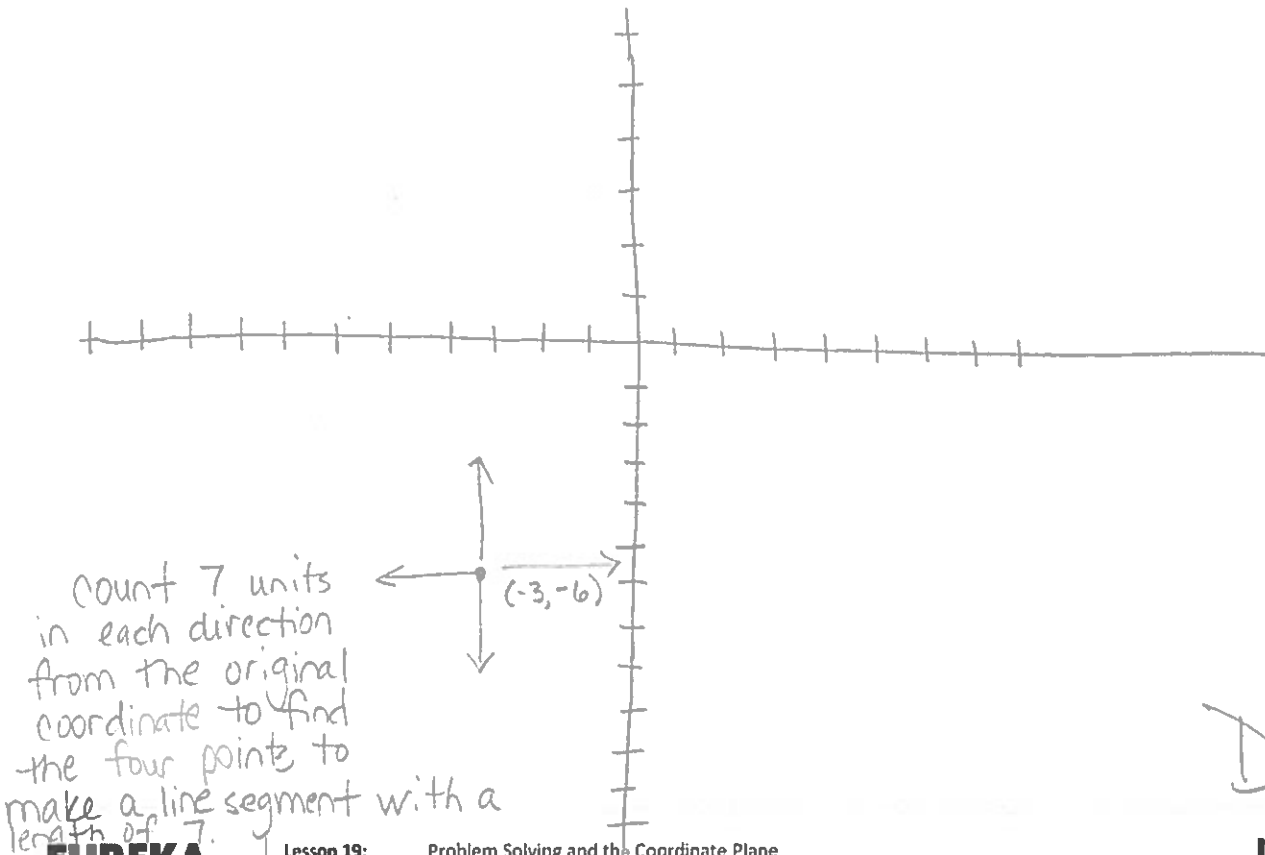 (-3,-6)
count 7 units
in each direction
from the original
coordinate to find
the four points to
make a line segment with a
length of 7.
EUREKA
Lesson 19: Problem Solving and the Coordinate Plane
D